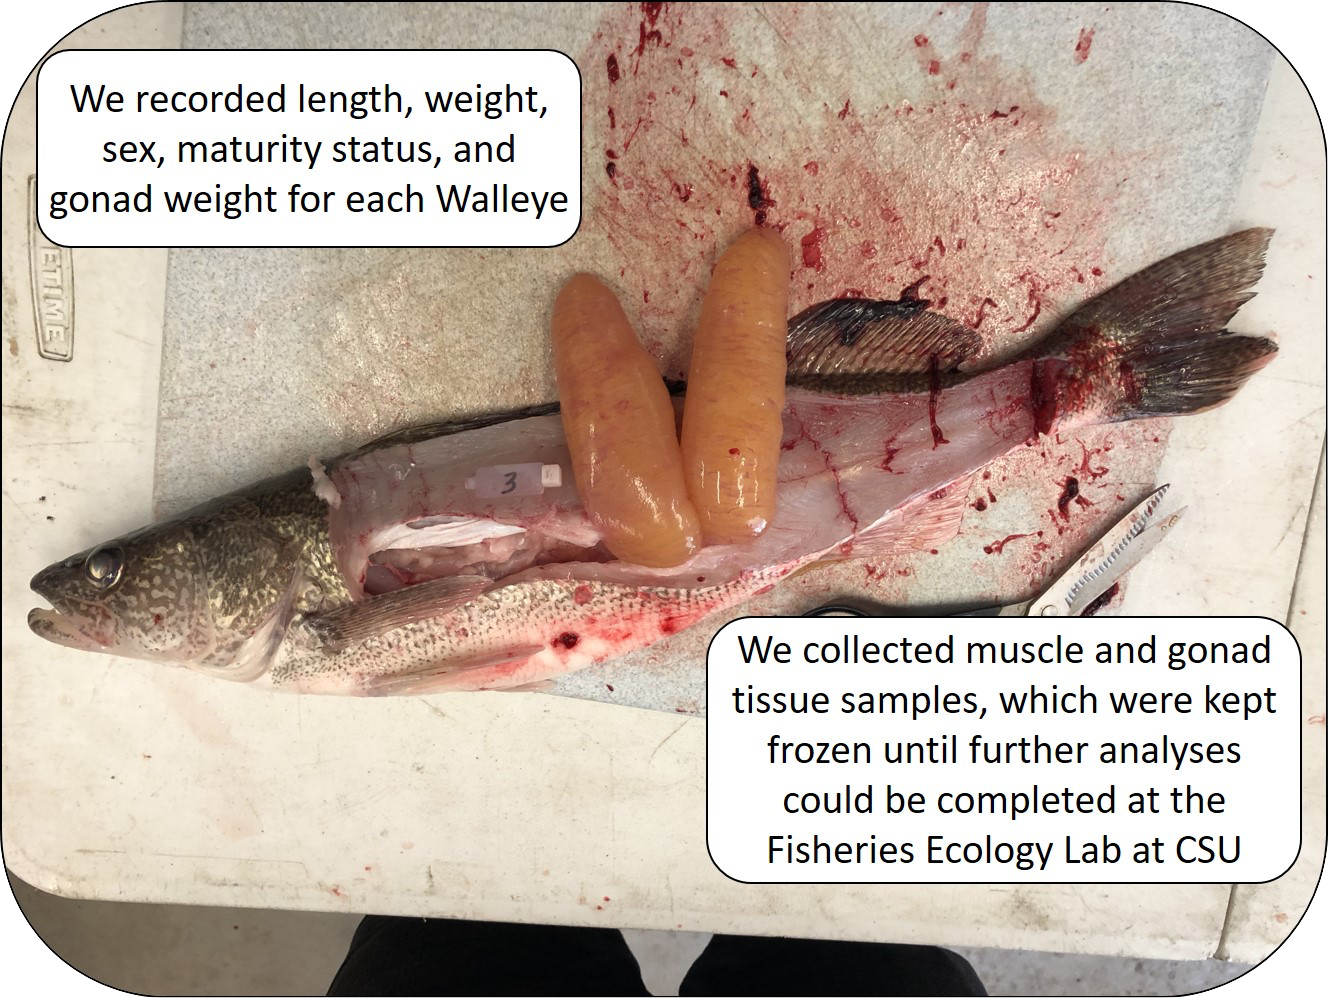 We recorded length, weight,
sex, maturity status, and
gonad weight for each Walleye
ETIME
3
We collected muscle and gonad
tissue samples, which were kept
frozen until further analyses
could be completed at the
Fisheries Ecology Lab at CSU